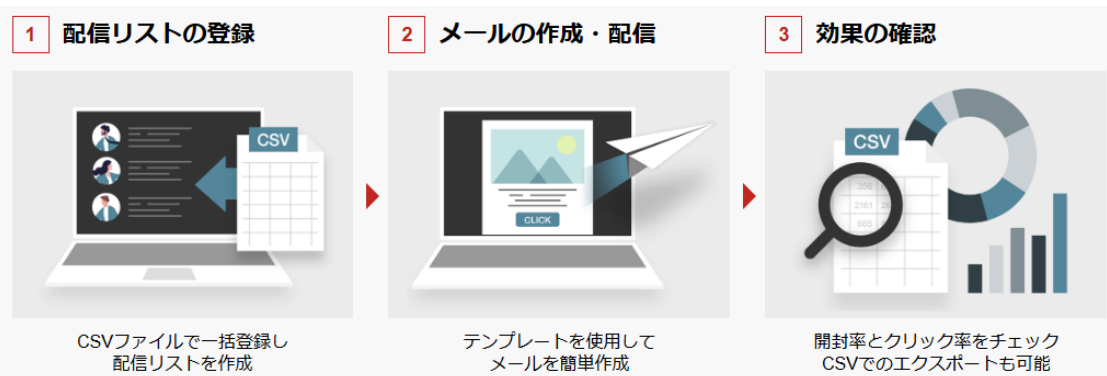 1 配信リストの登録
CSV
CSVファイルで一括登録し
配信リストを作成
2 メールの作成・配信
CLICK
テンプレートを使用して
メールを簡単作成
3 効果の確認
CSV
356
2161
665
開封率とクリック率をチェック
CSVでのエクスポートも可能